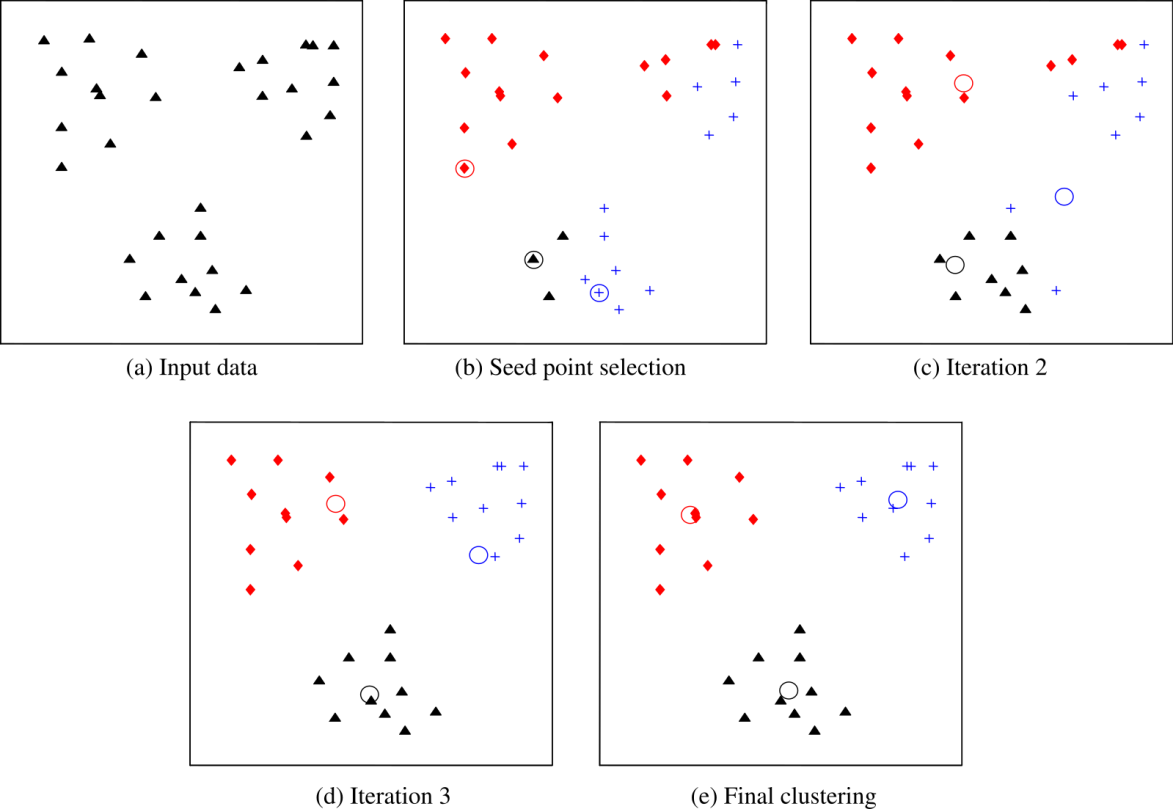 (a) Input data
(b) Seed point selection
(c) Iteration 2
(d) Iteration 3
(e) Final clustering